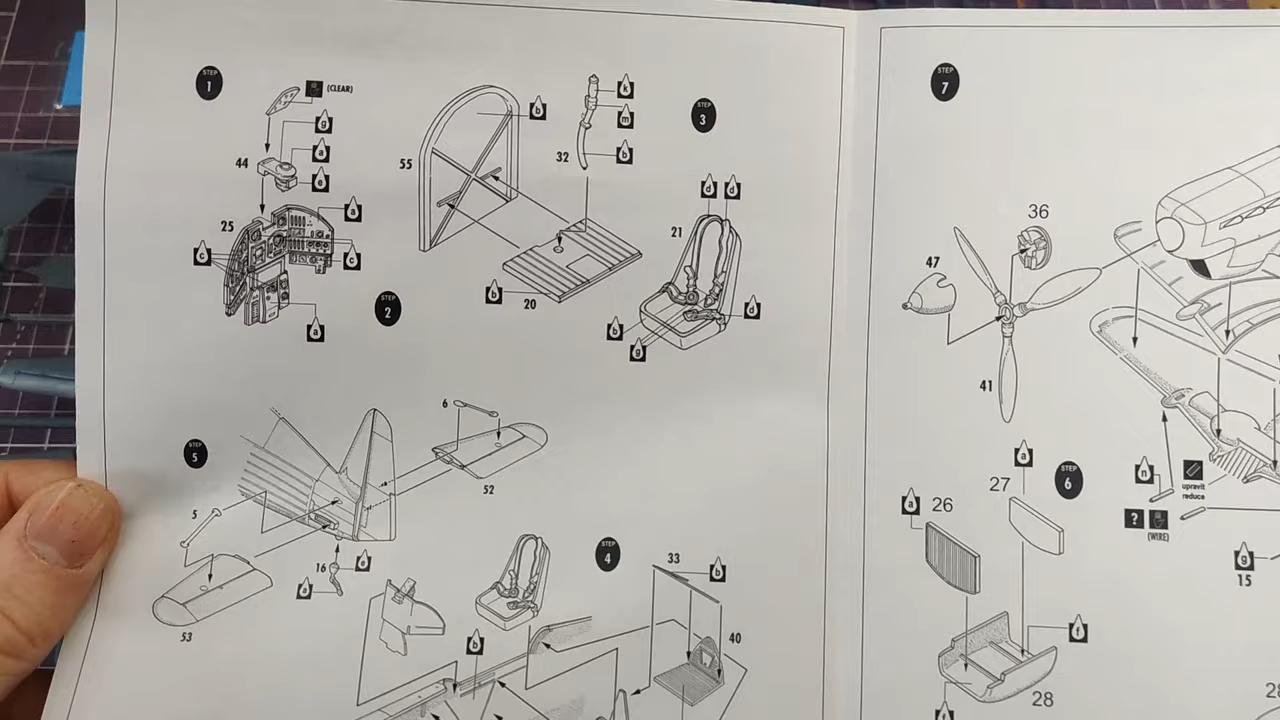 STEP
1
(CLEAR)
g
a
44
e
25
a
c
c
a
STEP
2
55
b
k
m
32
b
b
20
STEP
3
d
d
21
d
b
g
STEP
5
6
52
5
16
e
a
53
STEP
4
33
b
40
b
STEP
7
36
47
41
a
STEP
6
27
a
26
n
upravit
reduce
?
(WIRE)
g
15
f
28
f